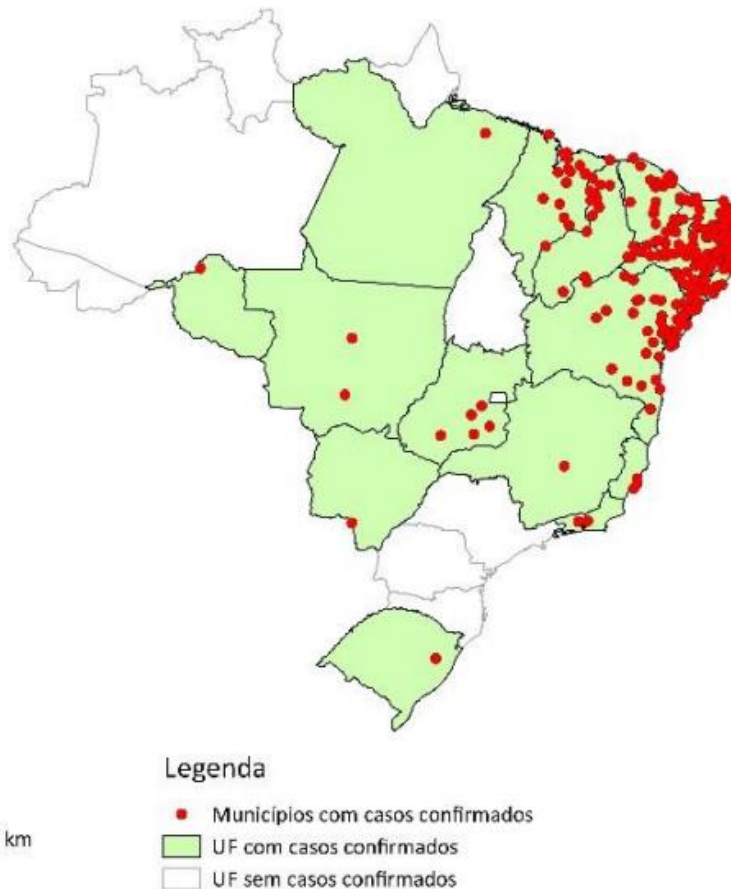 Legenda
Municípios com casos confirmados
km
UF com casos confirmados
UF sem casos confirmados